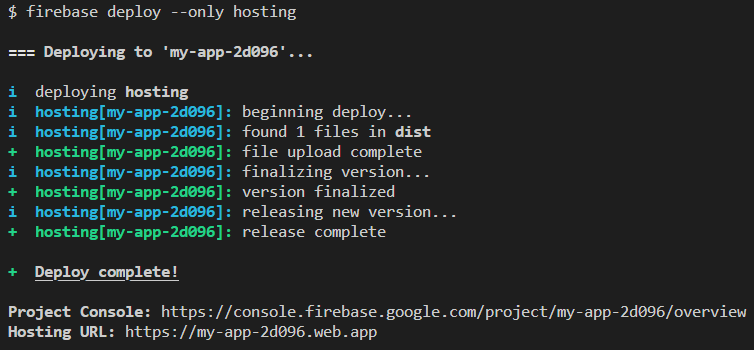 $ firebase deploy --only hosting
=== Deploying to 'my-app-2d096'...
i  deploying hosting
i  hosting[my-app-2d096]: beginning deploy...
i  hosting[my-app-2d096]: found 1 files in dist
+  hosting[my-app-2d096]: file upload complete
i  hosting[my-app-2d096]: finalizing version...
+  hosting[my-app-2d096]: version finalized
i  hosting[my-app-2d096]: releasing new version...
+  hosting[my-app-2d096]: release complete
+  Deploy complete!
Project Console: https://console.firebase.google.com/project/my-app-2d096/overview
Hosting URL: https://my-app-2d096.web.app